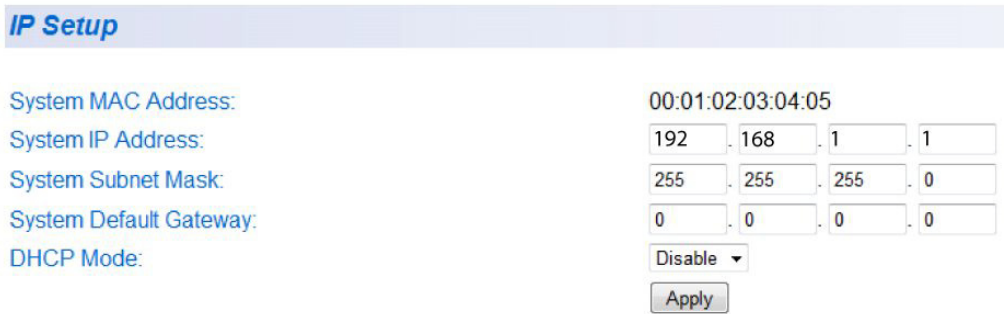 IP Setup
System MAC Address: 00:01:02:03:04:05
System IP Address: 192 . 168 . 1 . 1
System Subnet Mask: 255 . 255 . 255 . 0
System Default Gateway: 0 . 0 . 0 . 0
DHCP Mode: Disable
Apply